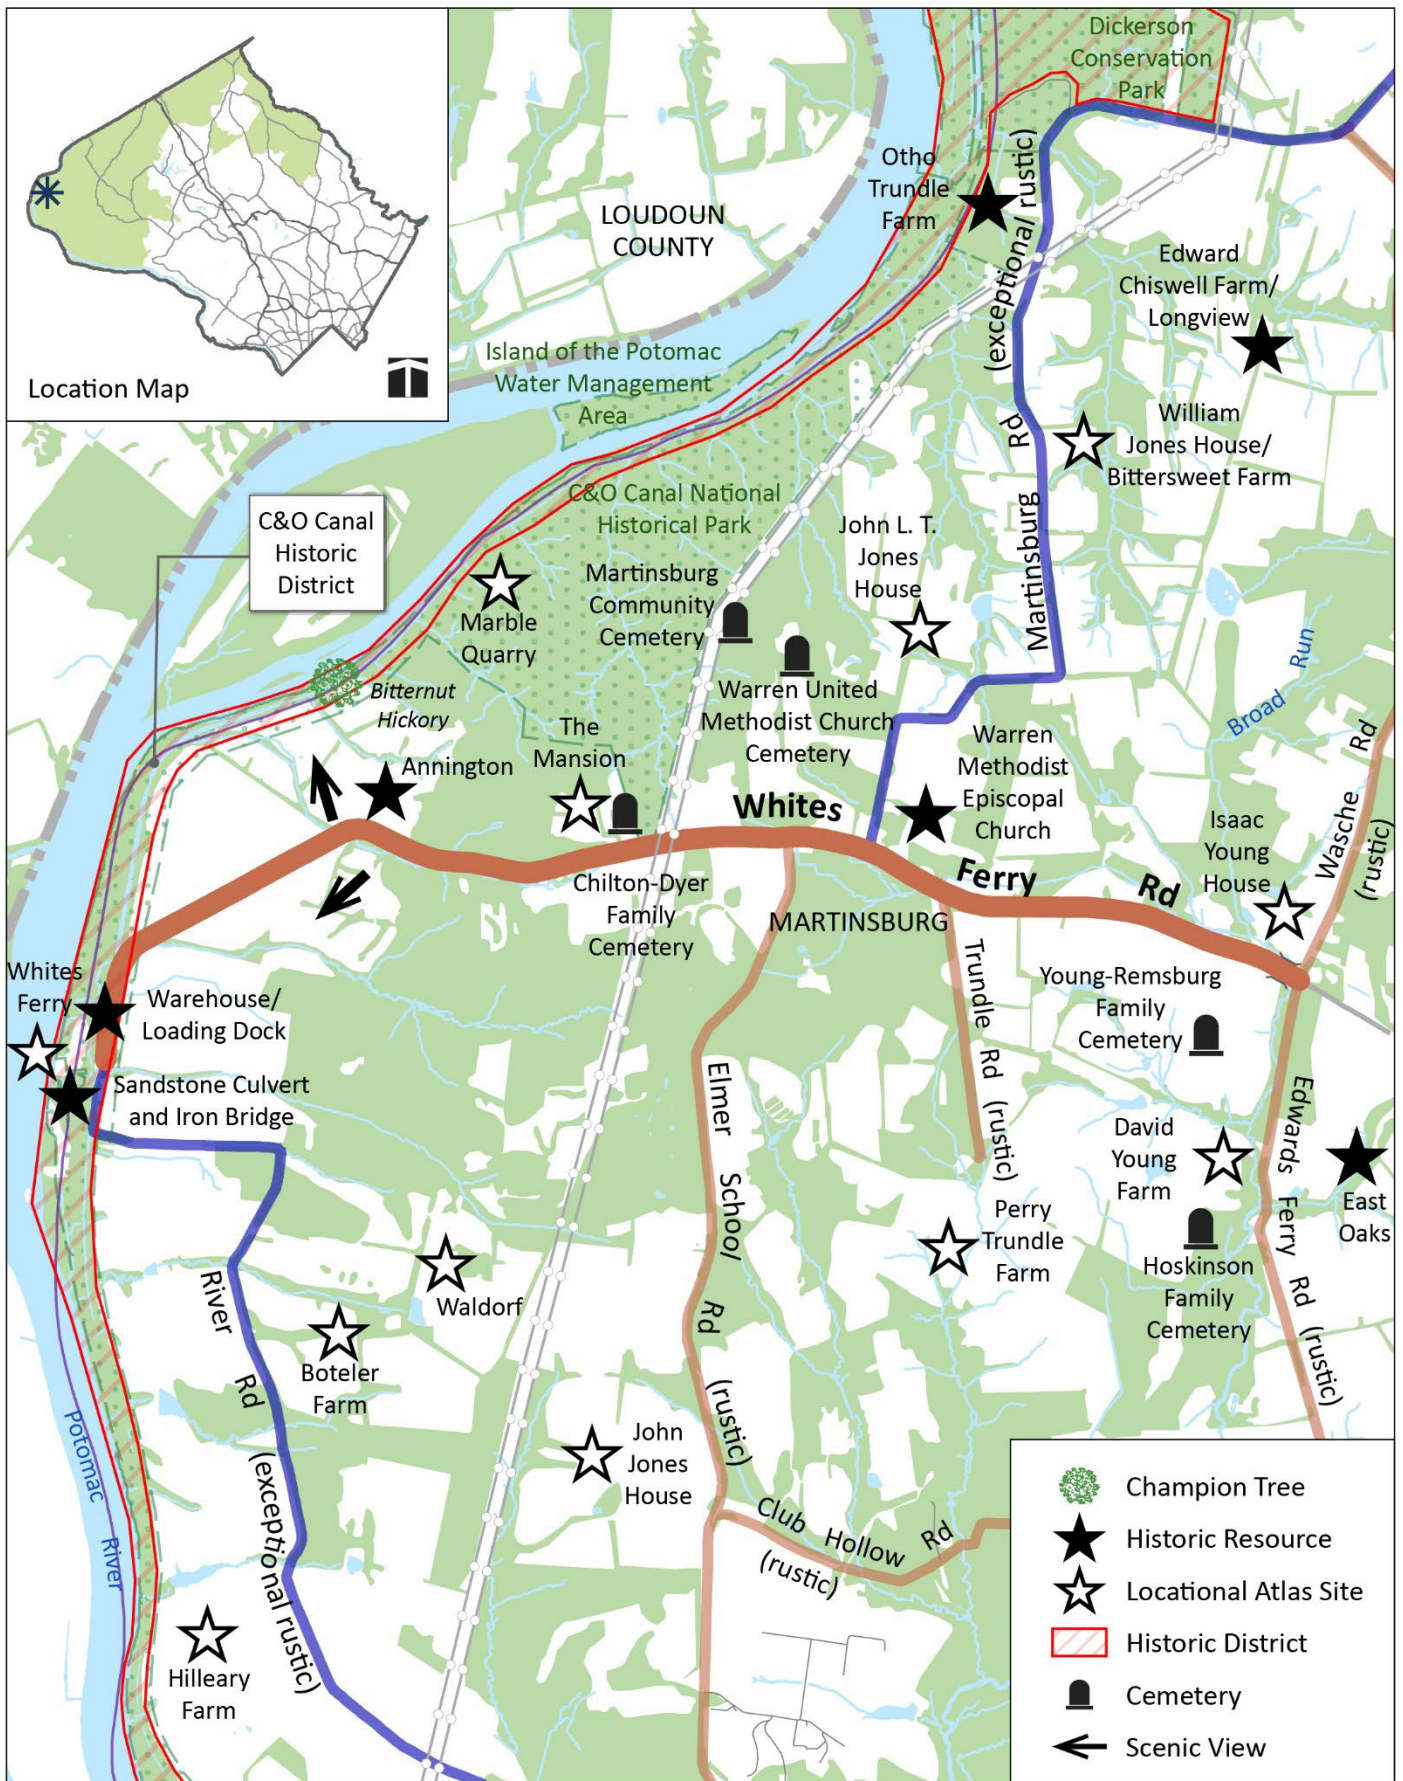 Dickerson
Conservation
Park
Otho
Trundle
Farm
LOUDOUN
COUNTY
Edward
Chiswell Farm/
Longview
Island of the Potomac
Water Management
Area
Location Map
William
Jones House/
Bittersweet Farm
Martinsburg Rd (exceptional rustic)
C&O Canal National
Historical Park
C&O Canal
Historic
District
John L. T.
Jones
House
Martinsburg
Community
Cemetery
Marble
Quarry
Warren United
Methodist Church
Cemetery
Broad Run
Bitternut
Hickory
The
Mansion
Annington
Warren
Methodist
Episcopal
Church
Wasche Rd
(rustic)
Whites Ferry Rd
Isaac
Young
House
Chilton-Dyer
Family
Cemetery
MARTINSBURG
Whites
Ferry
Warehouse/
Loading Dock
Young-Remsburg
Family
Cemetery
Trundle Rd (rustic)
Sandstone Culvert
and Iron Bridge
Elmer School Rd (rustic)
David
Young
Farm
Edwards Ferry Rd (rustic)
East
Oaks
Perry
Trundle
Farm
Hoskinson
Family
Cemetery
River Rd (exceptional rustic)
Waldorf
Boteler
Farm
Potomac River
John
Jones
House
Club Hollow Rd
(rustic)
Hilleary
Farm
Champion Tree
Historic Resource
Locational Atlas Site
Historic District
Cemetery
Scenic View